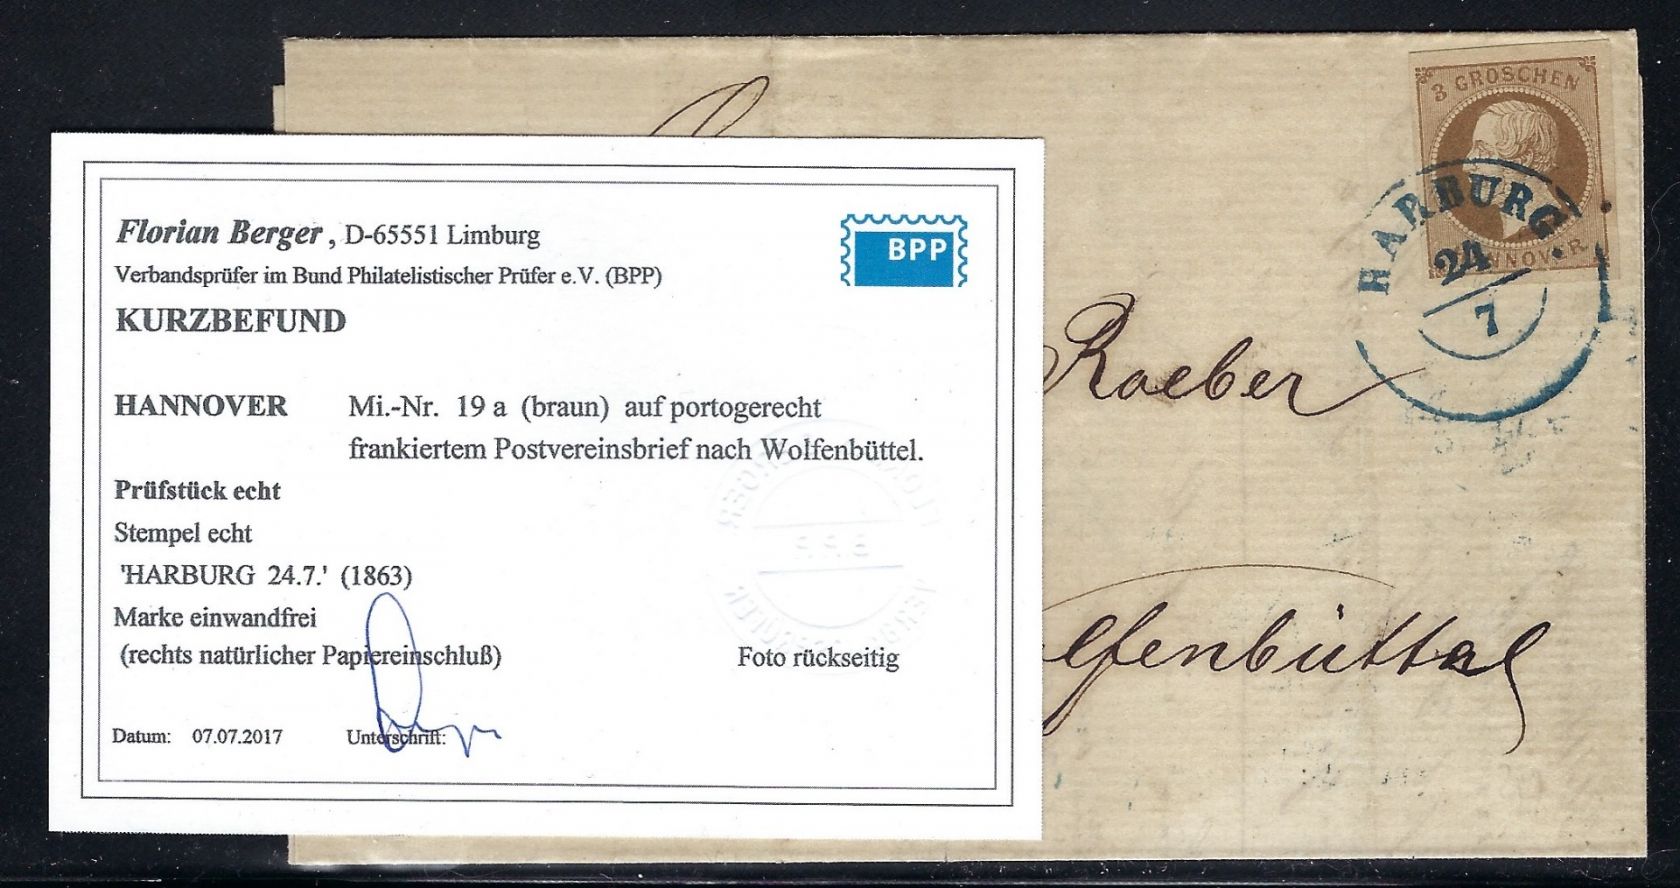 Florian Berger, D-65551 Limburg
BPP
Verbandsprüfer im Bund Philatelistischer Prüfer e.V. (BPP)
KURZBEFUND
HANNOVER Mi.-Nr. 19 a (braun) auf portogerecht
frankiertem Postvereinsbrief nach Wolfenbüttel.
Prüfstück echt
Stempel echt
'HARBURG 24.7.' (1863)
Marke einwandfrei
(rechts natürlicher Papiereinschluß)
Foto rückseitig
Datum: 07.07.2017 Unterschrift:
3 GROSCHEN
HANNOVER
HARBURG
24
7
Raeber
lfenbüttel